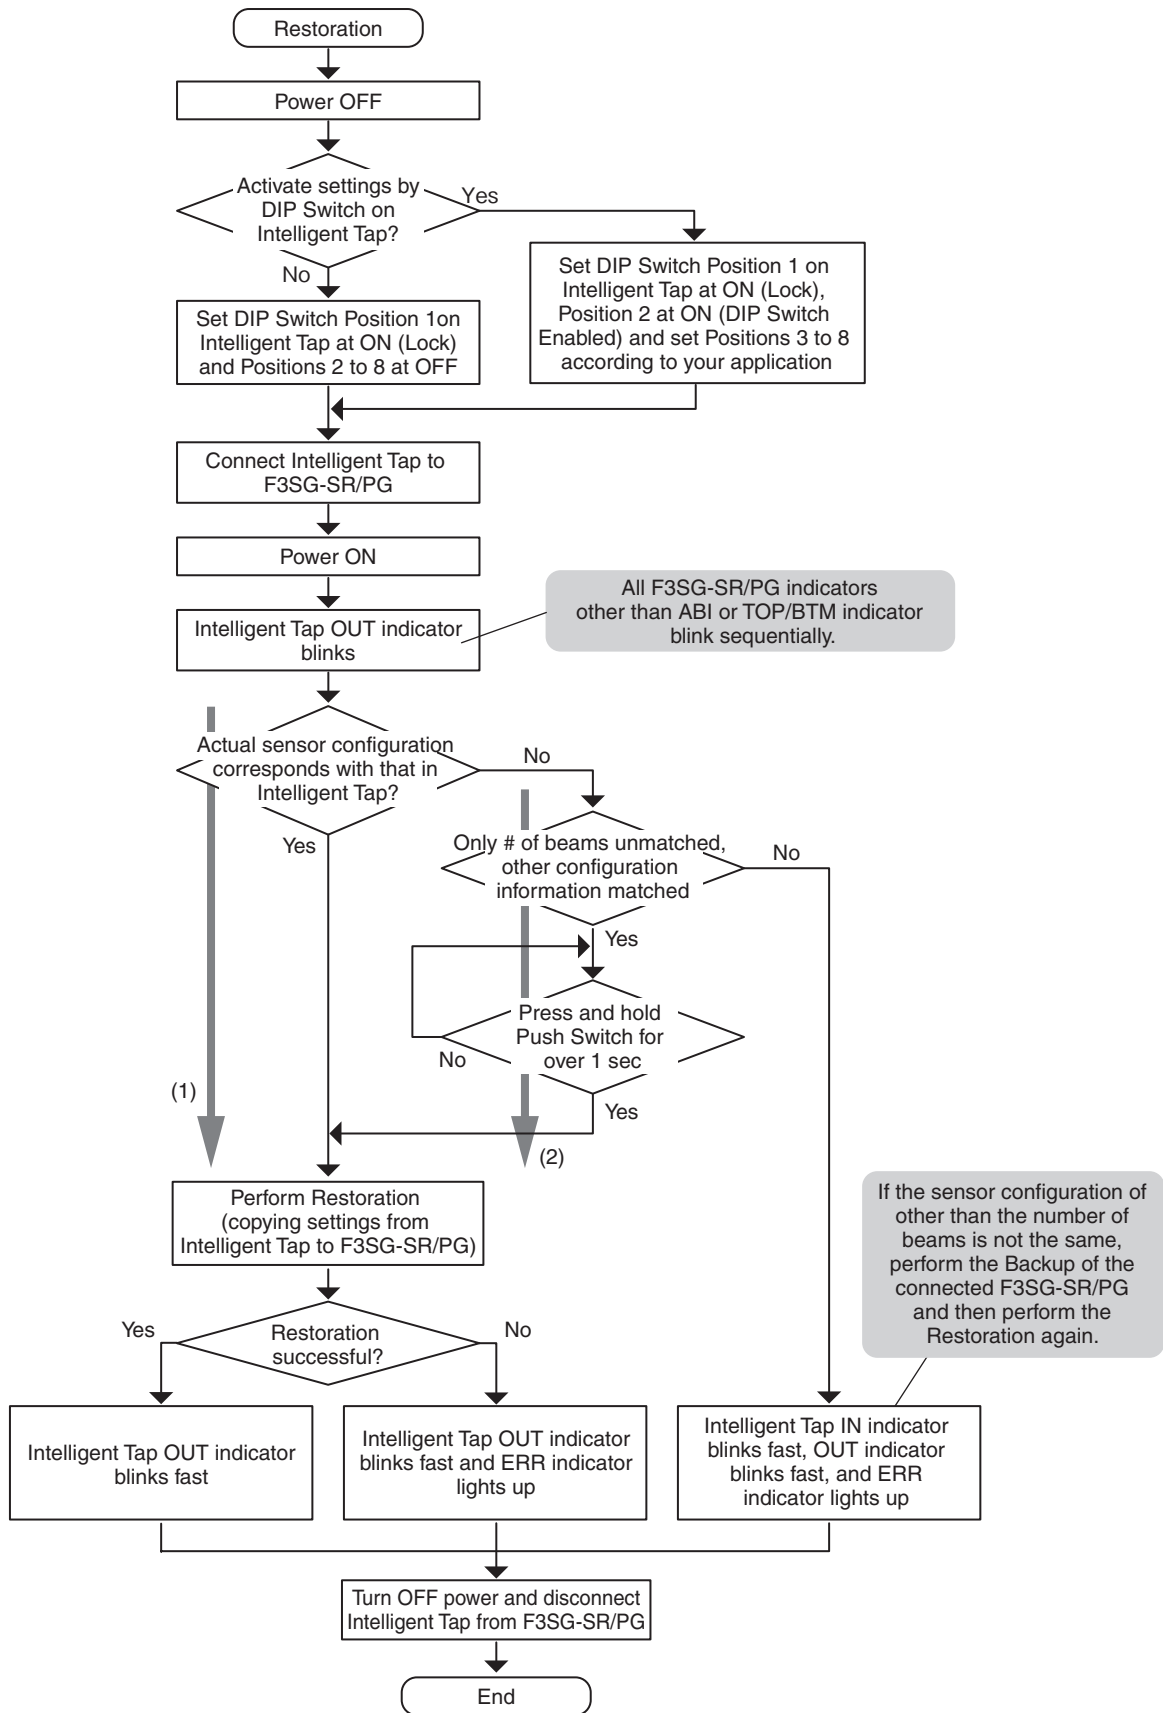 Restoration
Power OFF
Activate settings by
DIP Switch on
Intelligent Tap?
Yes
No
Set DIP Switch Position 1 on
Intelligent Tap at ON (Lock),
Position 2 at ON (DIP Switch
Enabled) and set Positions 3 to 8
according to your application
Set DIP Switch Position 1on
Intelligent Tap at ON (Lock)
and Positions 2 to 8 at OFF
Connect Intelligent Tap to
F3SG-SR/PG
Power ON
Intelligent Tap OUT indicator
blinks
All F3SG-SR/PG indicators
other than ABI or TOP/BTM indicator
blink sequentially.
Actual sensor configuration
corresponds with that in
Intelligent Tap?
No
Yes
Only # of beams unmatched,
other configuration
information matched
No
Yes
Press and hold
Push Switch for
over 1 sec
No
Yes
(1)
(2)
Perform Restoration
(copying settings from
Intelligent Tap to F3SG-SR/PG)
If the sensor configuration of
other than the number of
beams is not the same,
perform the Backup of the
connected F3SG-SR/PG
and then perform the
Restoration again.
Restoration
successful?
Yes
No
Intelligent Tap OUT indicator
blinks fast
Intelligent Tap OUT indicator
blinks fast and ERR indicator
lights up
Intelligent Tap IN indicator
blinks fast, OUT indicator
blinks fast, and ERR
indicator lights up
Turn OFF power and disconnect
Intelligent Tap from F3SG-SR/PG
End